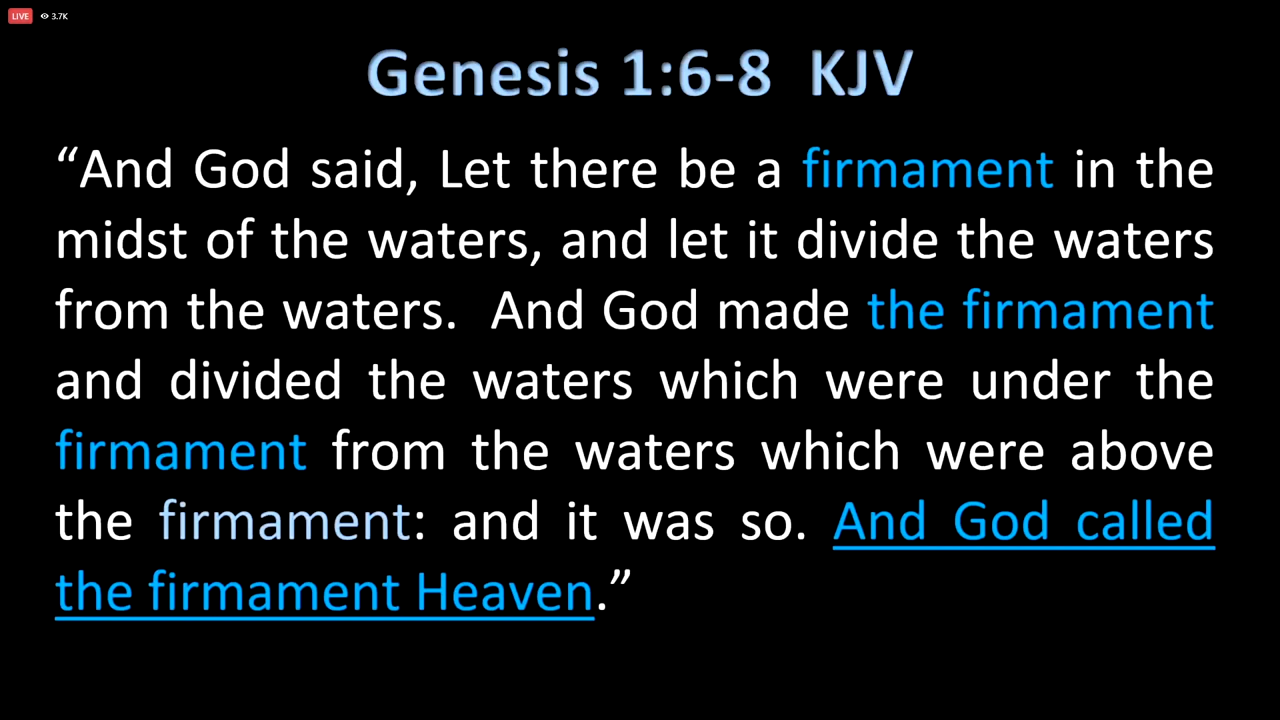 LIVE 3.7K
Genesis 1:6-8 KJV
“And God said, Let there be a firmament in the
midst of the waters, and let it divide the waters
from the waters. And God made the firmament
and divided the waters which were under the
firmament from the waters which were above
the firmament: and it was so. And God called
the firmament Heaven.”